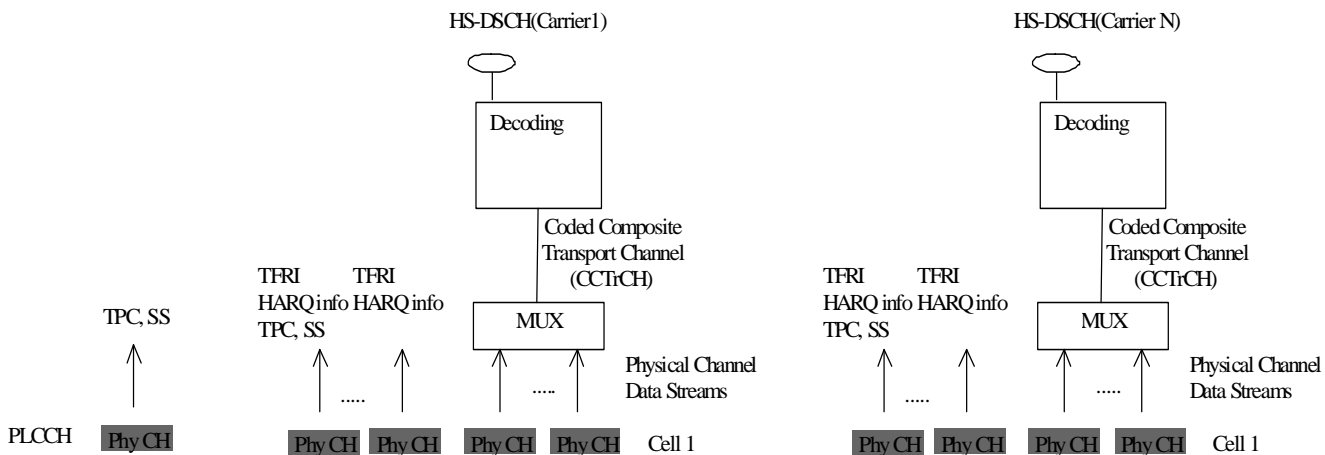 HS-DSCH(Carrier1)
HS-DSCH(Carrier N)
Decoding
Decoding
Coded Composite
Transport Channel
(CCTrCH)
Coded Composite
Transport Channel
(CCTrCH)
TFRI
HARQ info
TPC, SS
TFRI
HARQ info
TFRI
HARQ info
TPC, SS
TFRI
HARQ info
TPC, SS
MUX
MUX
Physical Channel
Data Streams
Physical Channel
Data Streams
.....
.....
.....
.....
PLCCH
Phy CH
Phy CH
Phy CH
Phy CH
Phy CH
Cell 1
Phy CH
Phy CH
Phy CH
Phy CH
Cell 1